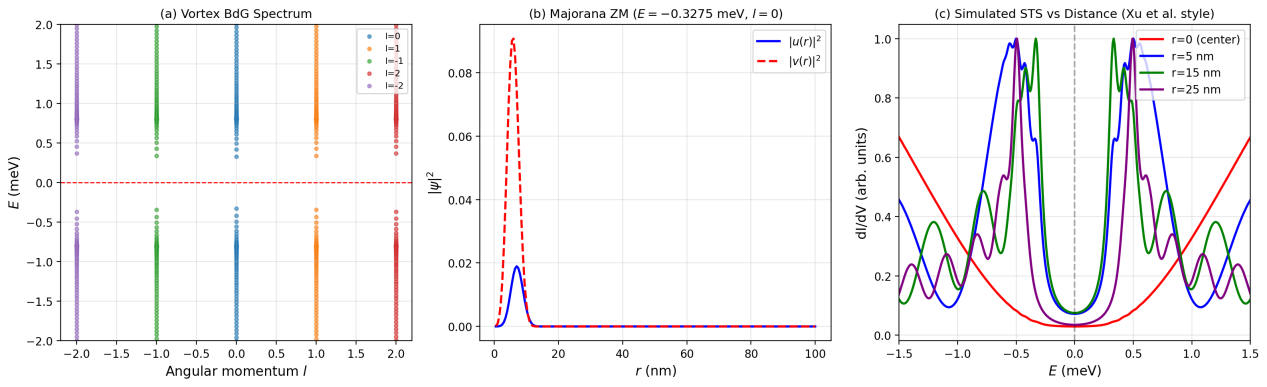 (a) Vortex BdG Spectrum
E (meV)
2.0
1.5
1.0
0.5
0.0
−0.5
−1.0
−1.5
−2.0
l=0
l=1
l=-1
l=2
l=-2
−2.0 −1.5 −1.0 −0.5 0.0 0.5 1.0 1.5 2.0
Angular momentum l
(b) Majorana ZM (E=−0.3275 meV, l=0)
|ψ|²
0.08
0.06
0.04
0.02
0.00
|u(r)|²
|v(r)|²
0 20 40 60 80 100
r (nm)
(c) Simulated STS vs Distance (Xu et al. style)
dI/dV (arb. units)
1.0
0.8
0.6
0.4
0.2
0.0
r=0 (center)
r=5 nm
r=15 nm
r=25 nm
−1.5 −1.0 −0.5 0.0 0.5 1.0 1.5
E (meV)